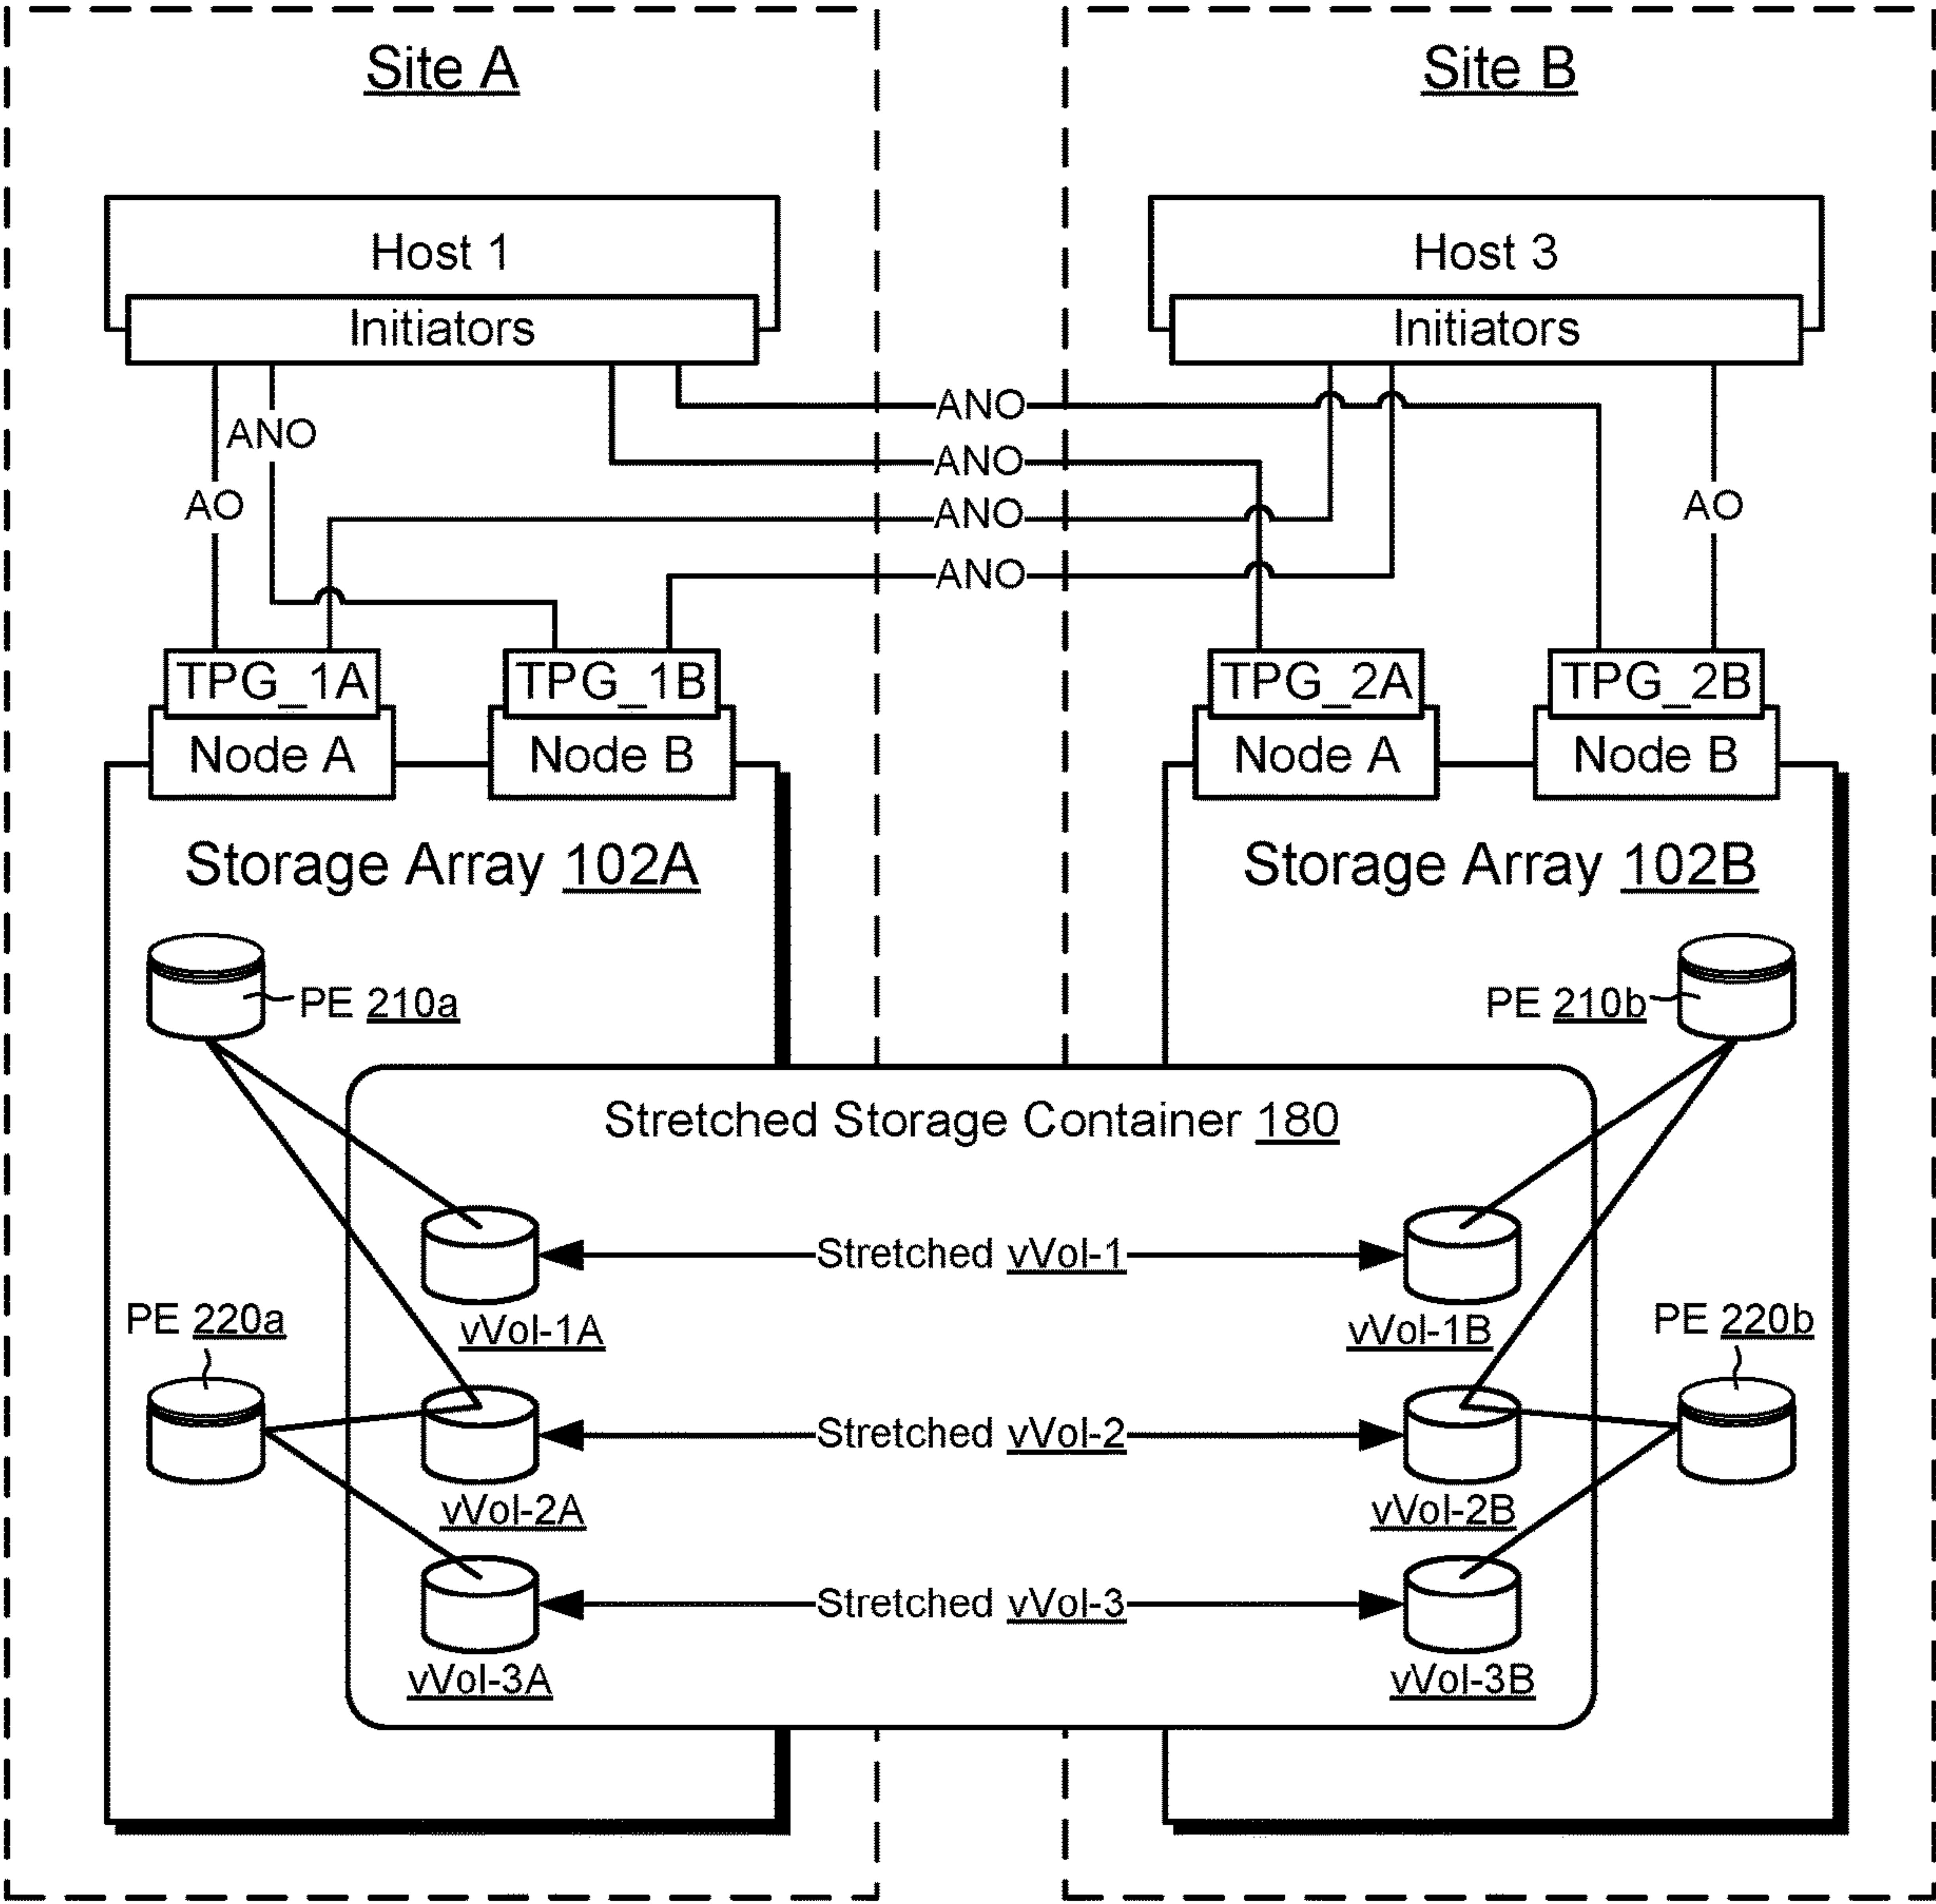 Site A
Site B
Host 1
Host 3
Initiators
Initiators
ANO
ANO
ANO
AO
AO
ANO
ANO
TPG_1A
TPG_1B
TPG_2A
TPG_2B
Node A
Node B
Node A
Node B
Storage Array 102A
Storage Array 102B
PE 210a
PE 210b
Stretched Storage Container 180
Stretched vVol-1
PE 220a
vVol-1A
vVol-1B
PE 220b
Stretched vVol-2
vVol-2A
vVol-2B
Stretched vVol-3
vVol-3A
vVol-3B